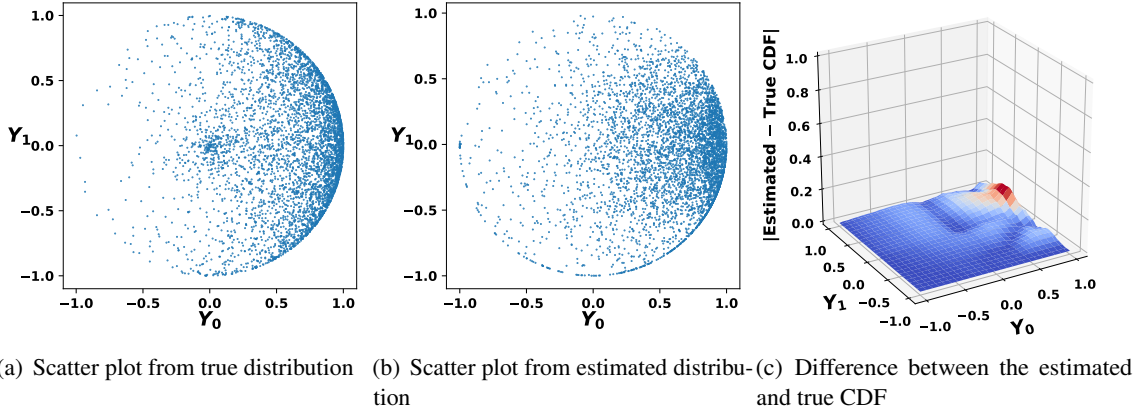 1.0
0.5
0.0
−0.5
−1.0
Y1
−1.0 −0.5 0.0 0.5 1.0
Y0
1.0
0.5
0.0
−0.5
−1.0
Y1
−1.0 −0.5 0.0 0.5 1.0
Y0
|Estimated − True CDF|
1.0
0.8
0.6
0.4
0.2
0.0
1.0
0.5
0.0
−0.5
−1.0
Y1
−1.0
−0.5
0.0
0.5
1.0
Y0
a) Scatter plot from true distribution
(b) Scatter plot from estimated distribu-
tion
(c) Difference between the estimated
and true CDF